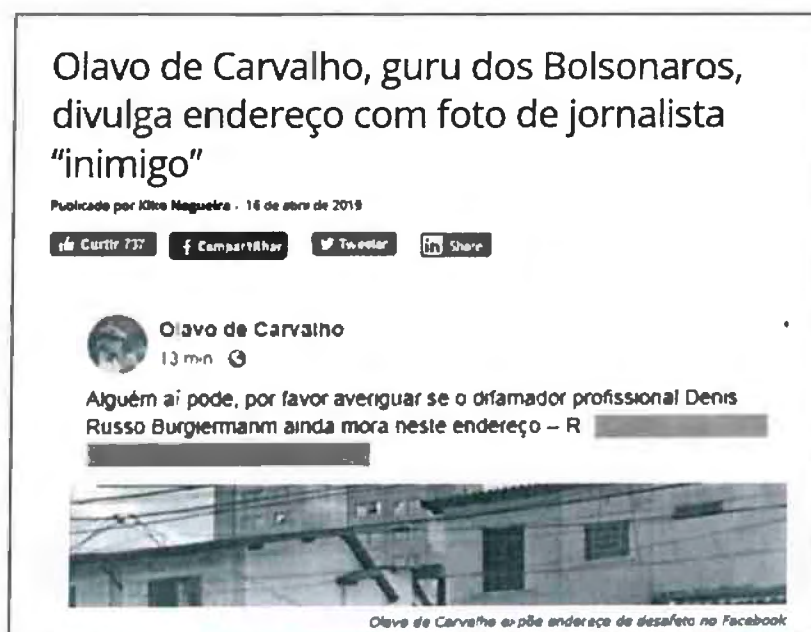 Olavo de Carvalho, guru dos Bolsonaros,
divulga endereço com foto de jornalista
“inimigo”
Publicado por Kiko Nogueira - 16 de abril de 2019
Curtir 737 Compartilhar Tweetar in Share
Olavo de Carvalho
13 min
Alguém aí pode, por favor averiguar se o difamador profissional Denis
Russo Burgiermanm ainda mora neste endereço – R
Olavo de Carvalho expõe endereço de desafeto no Facebook